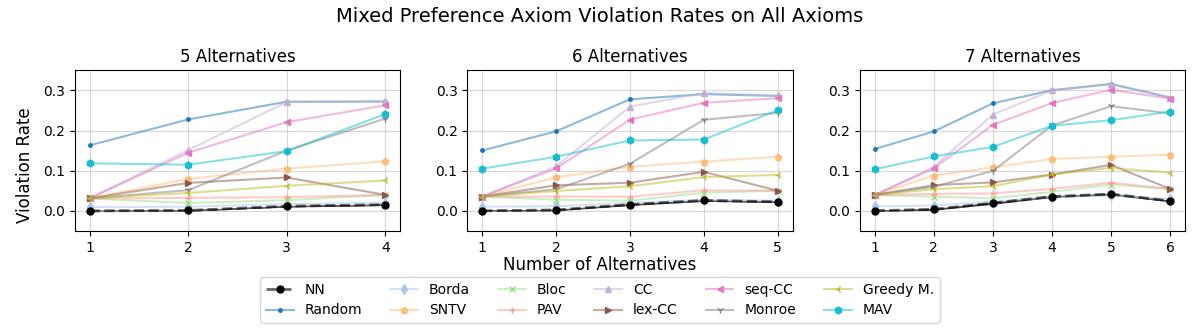 Mixed Preference Axiom Violation Rates on All Axioms
5 Alternatives
6 Alternatives
7 Alternatives
Violation Rate
0.3
0.2
0.1
0.0
1 2 3 4
0.3
0.2
0.1
0.0
1 2 3 4 5
0.3
0.2
0.1
0.0
1 2 3 4 5 6
Number of Alternatives
NN Borda Bloc CC seq-CC Greedy M.
Random SNTV PAV lex-CC Monroe MAV